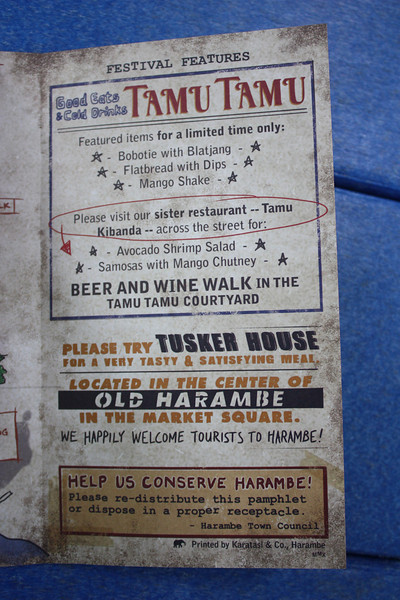 FESTIVAL FEATURES
Good Eats
& Cold Drinks
TAMU TAMU
Featured items for a limited time only:
- Bobotie with Blatjang -
- Flatbread with Dips -
- Mango Shake -
Please visit our sister restaurant -- Tamu
Kibanda -- across the street for:
- Avocado Shrimp Salad -
- Samosas with Mango Chutney -
BEER AND WINE WALK IN THE
TAMU TAMU COURTYARD
PLEASE TRY TUSKER HOUSE
FOR A VERY TASTY & SATISFYING MEAL.
LOCATED IN THE CENTER OF
OLD HARAMBE
IN THE MARKET SQUARE.
WE HAPPILY WELCOME TOURISTS TO HARAMBE!
HELP US CONSERVE HARAMBE!
Please re-distribute this pamphlet
or dispose in a proper receptacle.
- Harambe Town Council
Printed by Karatasi & Co., Harambe